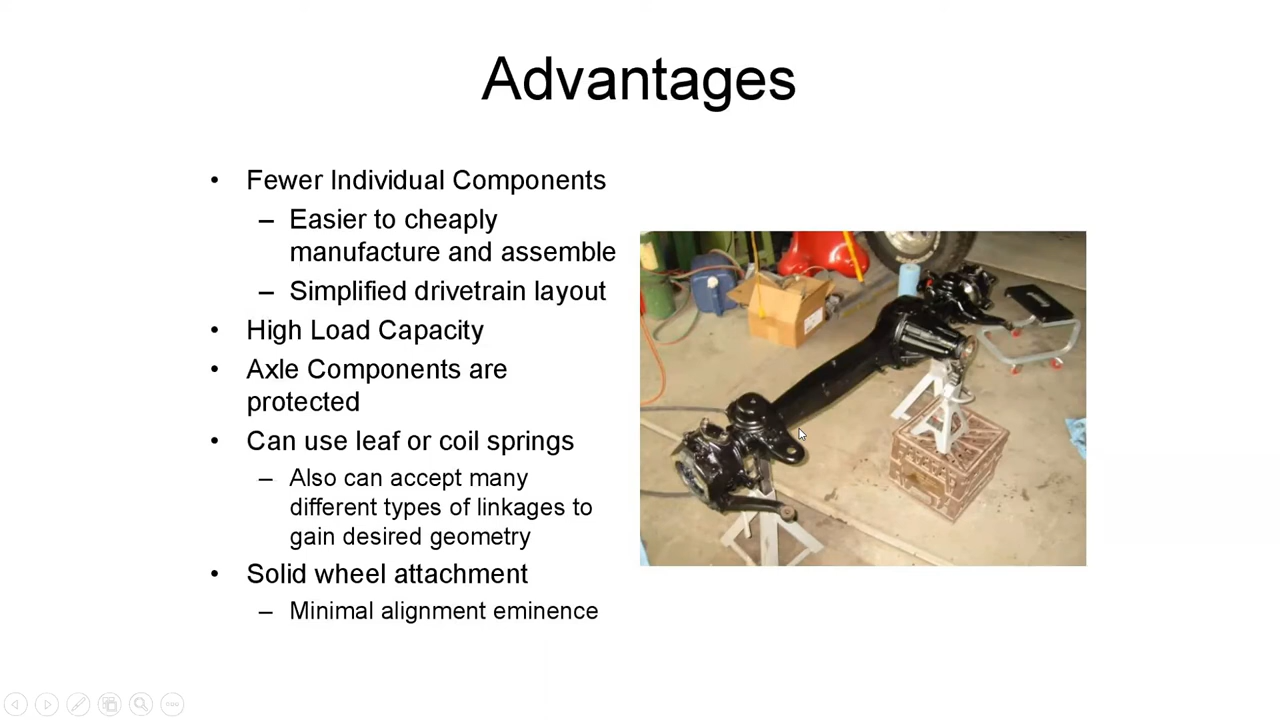 Advantages
• Fewer Individual Components
– Easier to cheaply
manufacture and assemble
– Simplified drivetrain layout
• High Load Capacity
• Axle Components are
protected
• Can use leaf or coil springs
– Also can accept many
different types of linkages to
gain desired geometry
• Solid wheel attachment
– Minimal alignment eminence